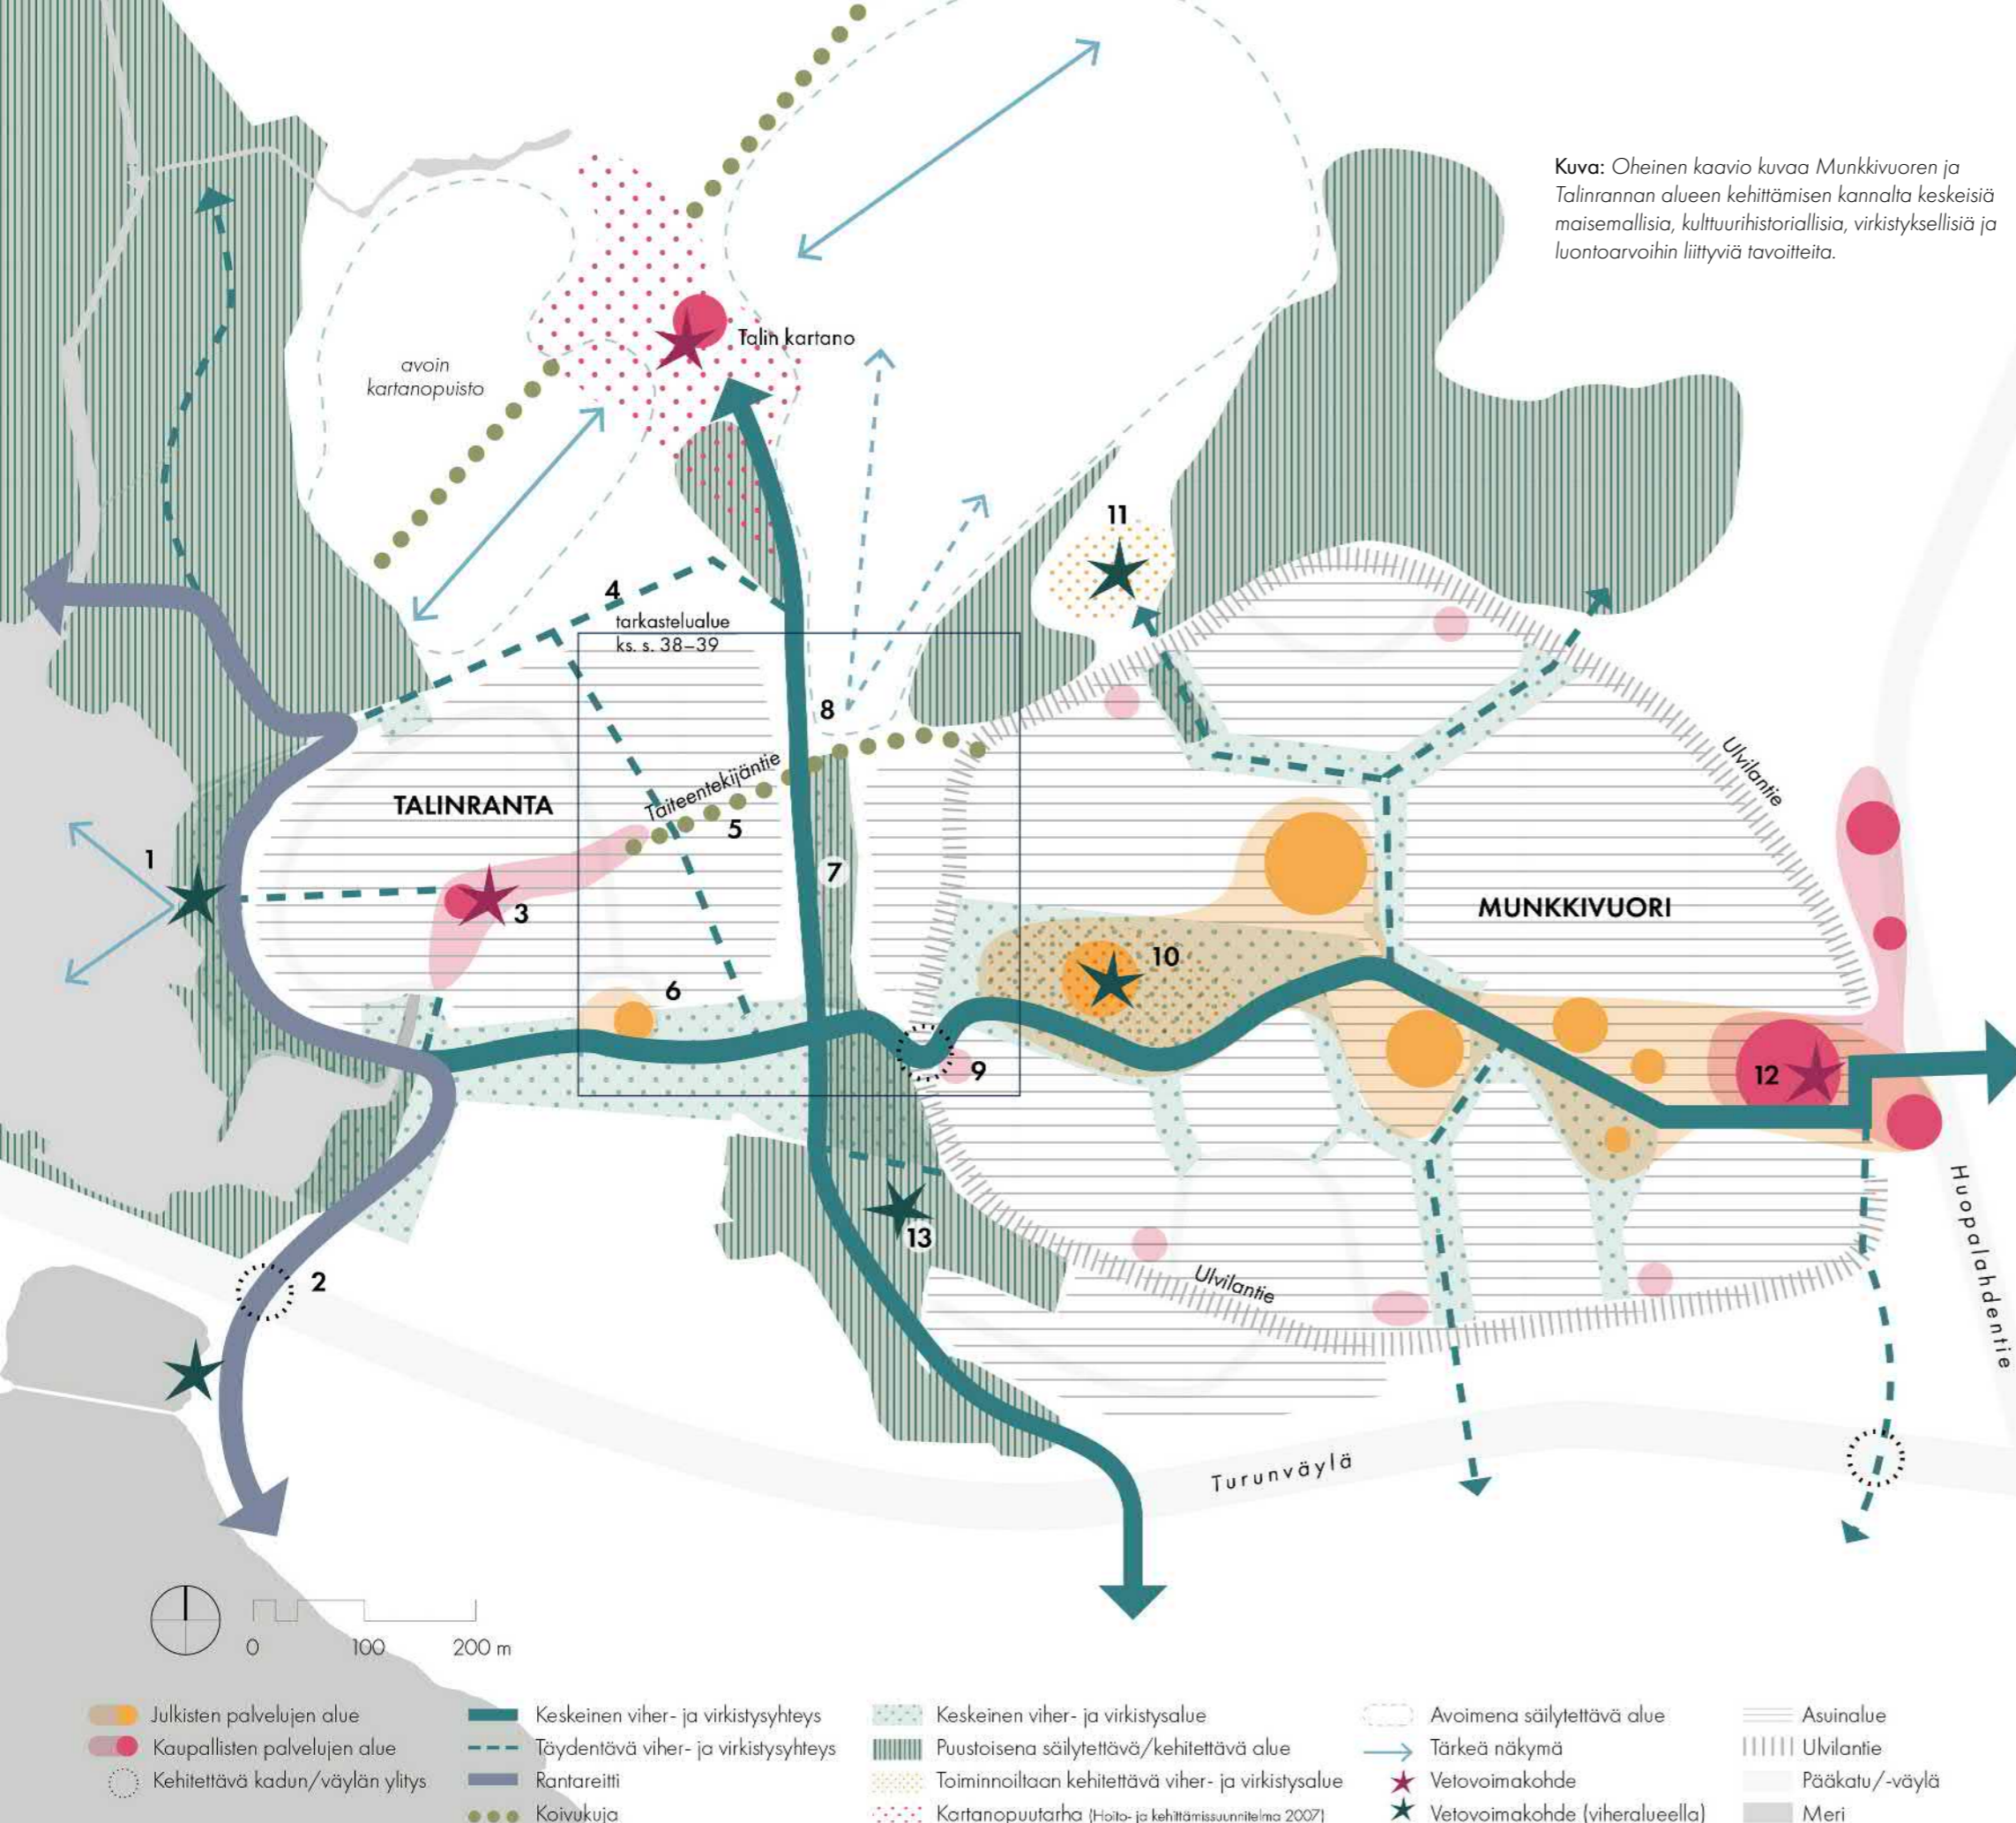 Kuva: Oheinen kaavio kuvaa Munkkivuoren ja
Talinrannan alueen kehittämisen kannalta keskeisiä
maisemallisia, kulttuurihistoriallisia, virkistyksellisiä ja
luontoarvoihin liittyviä tavoitteita.
Talin kartano
avoin
kartanopuisto
11
4
tarkastelualue
ks. s. 38–39
8
Ulvilantie
Taiteentekijäntie
TALINRANTA
5
1
7
3
MUNKKIVUORI
10
6
9
12
13
Huopalahdentie
2
Ulvilantie
Turunväylä
0 100 200 m
Julkisten palvelujen alue
Kaupallisten palvelujen alue
Kehitettävä kadun/väylän ylitys
Keskeinen viher- ja virkistysyhteys
Täydentävä viher- ja virkistysyhteys
Rantareitti
Koivukuja
Keskeinen viher- ja virkistysalue
Puustoisena säilytettävä/kehitettävä alue
Toiminnoiltaan kehitettävä viher- ja virkistysalue
Kartanopuutarha (Hoito- ja kehittämissuunnitelma 2007)
Avoimena säilytettävä alue
Tärkeä näkymä
Vetovoimakohde
Vetovoimakohde (viheralueella)
Asuinalue
Ulvilantie
Pääkatu/-väylä
Meri